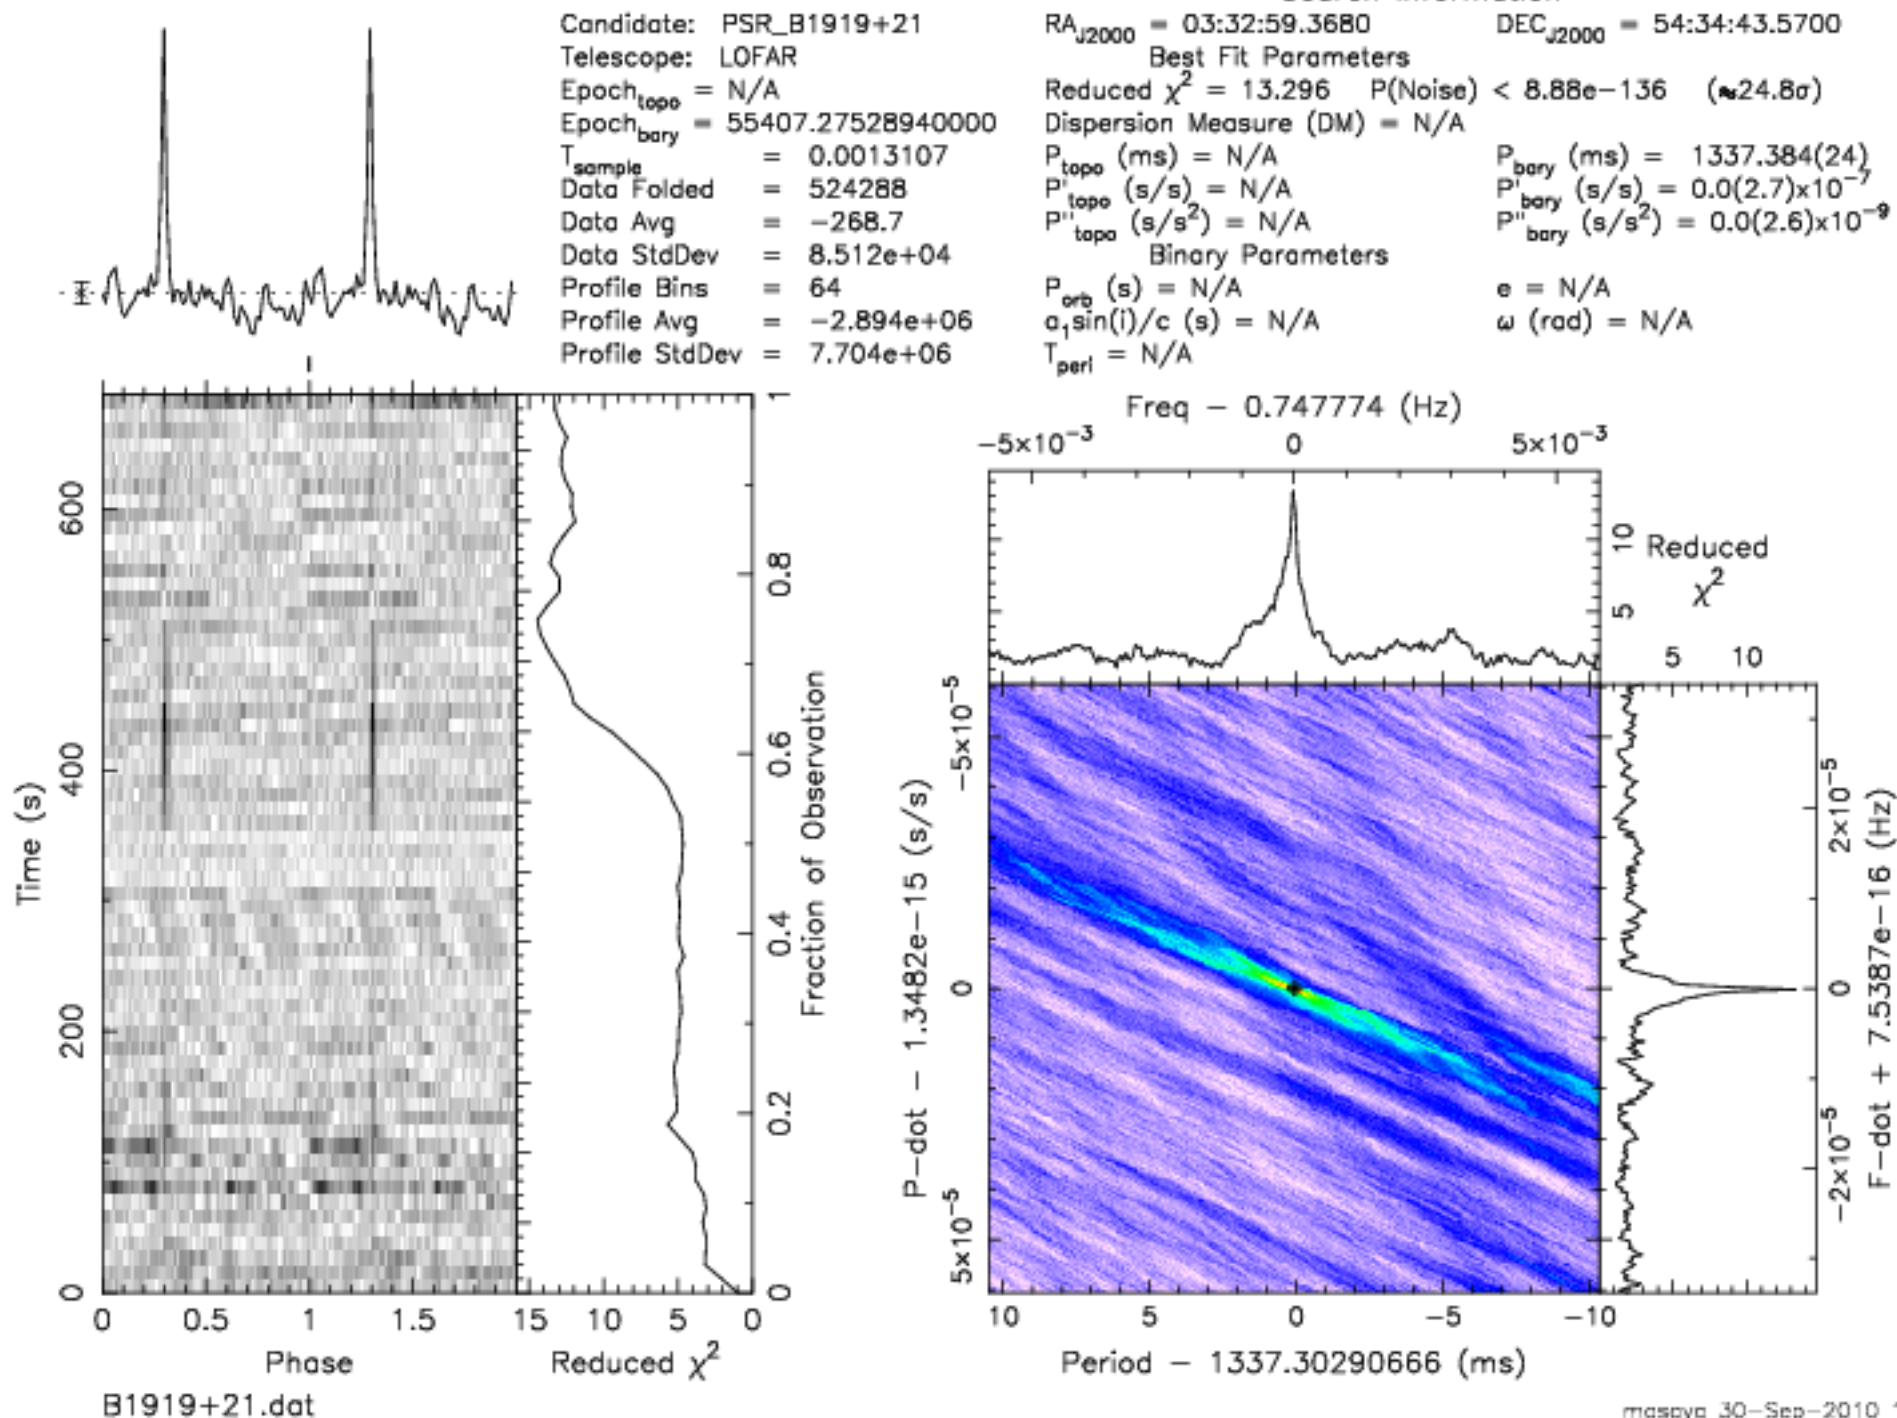 Candidate: PSR_B1919+21
Telescope: LOFAR
Epoch_topo = N/A
Epoch_bary = 55407.27528940000
T_sample = 0.0013107
Data Folded = 524288
Data Avg = -268.7
Data StdDev = 8.512e+04
Profile Bins = 64
Profile Avg = -2.894e+06
Profile StdDev = 7.704e+06
RA_J2000 = 03:32:59.3680 DEC_J2000 = 54:34:43.5700
Best Fit Parameters
Reduced χ² = 13.296 P(Noise) < 8.88e-136 (≈24.8σ)
Dispersion Measure (DM) = N/A
P_topo (ms) = N/A P_bary (ms) = 1337.384(24)
P'_topo (s/s) = N/A P'_bary (s/s) = 0.0(2.7)x10⁻⁷
P''_topo (s/s²) = N/A P''_bary (s/s²) = 0.0(2.6)x10⁻⁹
Binary Parameters
P_orb (s) = N/A e = N/A
a₁sin(i)/c (s) = N/A ω (rad) = N/A
T_peri = N/A
0 200 400 600
Time (s)
0 0.5 1 1.5
Phase
15 10 5 0
Reduced χ²
0 0.2 0.4 0.6 0.8 1
Fraction of Observation
B1919+21.dat
Freq - 0.747774 (Hz)
-5×10⁻³ 0 5×10⁻³
5 10
Reduced
χ²
5 10
-5×10⁻⁵ 0 5×10⁻⁵
P-dot - 1.3482e-15 (s/s)
10 5 0 -5 -10
Period - 1337.30290666 (ms)
2×10⁻⁵ 0 -2×10⁻⁵
F-dot + 7.5387e-16 (Hz)
masaya 30-Sep-2010